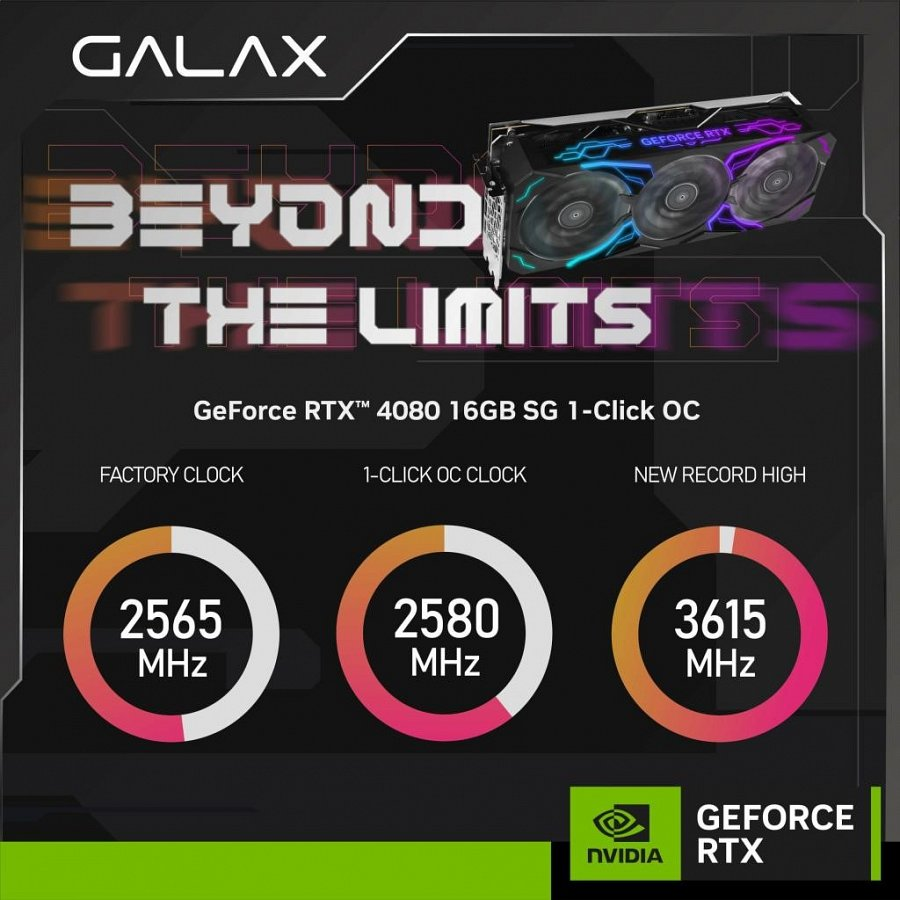 GALAX
GEFORCE RTX
BEYOND
THE LIMITS
GeForce RTX™ 4080 16GB SG 1-Click OC
FACTORY CLOCK
1-CLICK OC CLOCK
NEW RECORD HIGH
2565
MHz
2580
MHz
3615
MHz
NVIDIA
GEFORCE
RTX